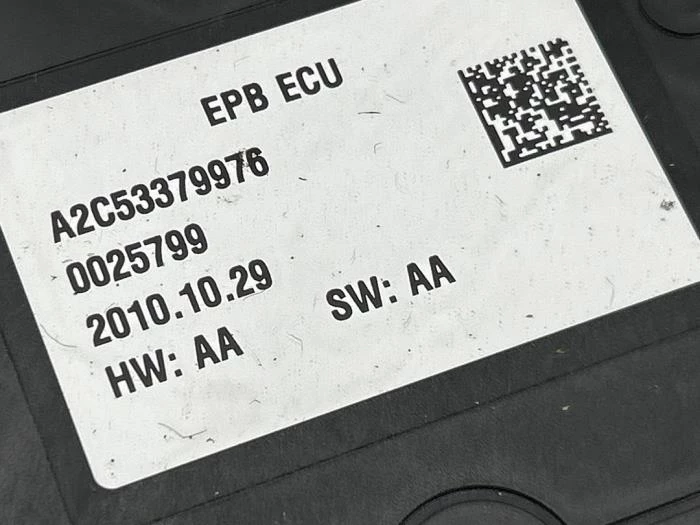 EPB ECU
A2C53379976
0025799
2010.10.29
HW: AA SW: AA